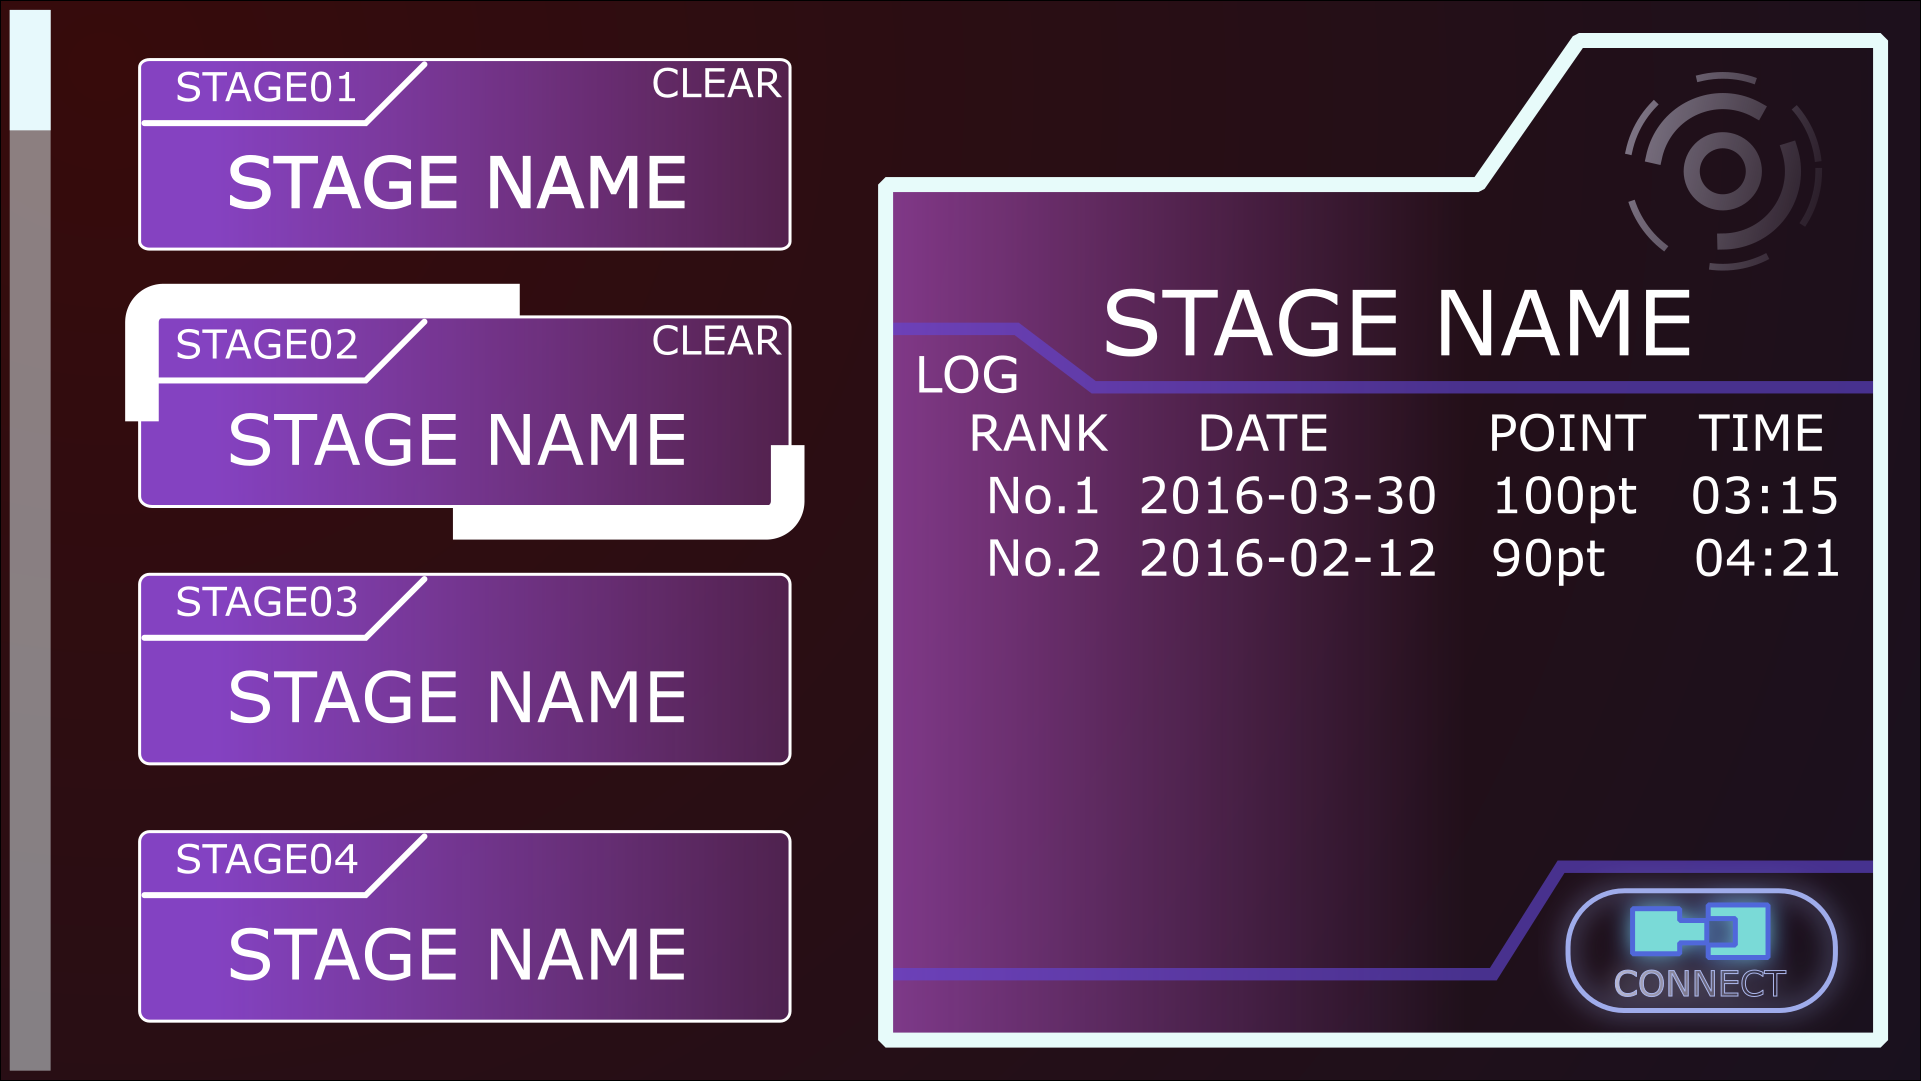 STAGE01 CLEAR
STAGE NAME
STAGE02 CLEAR
STAGE NAME
STAGE03
STAGE NAME
STAGE04
STAGE NAME
STAGE NAME
LOG
RANK DATE POINT TIME
No.1 2016-03-30 100pt 03:15
No.2 2016-02-12 90pt 04:21
CONNECT